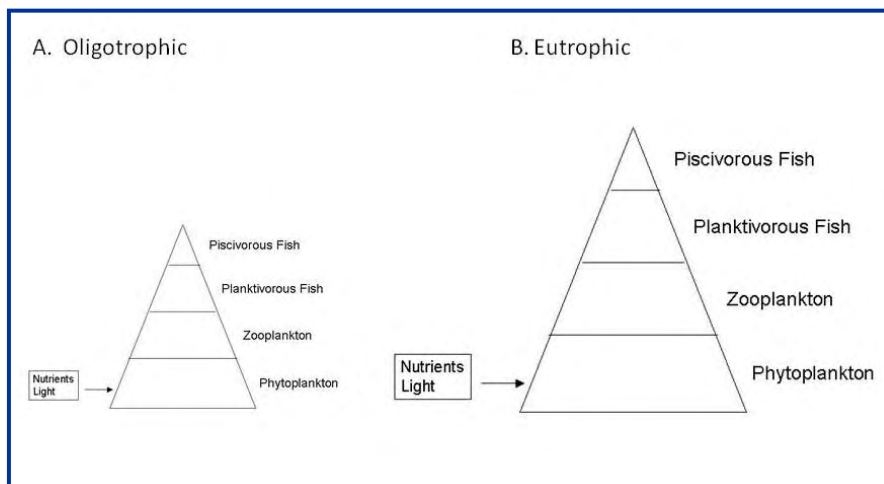 A. Oligotrophic
Piscivorous Fish
Planktivorous Fish
Zooplankton
Phytoplankton
Nutrients
Light
B. Eutrophic
Piscivorous Fish
Planktivorous Fish
Zooplankton
Phytoplankton
Nutrients
Light